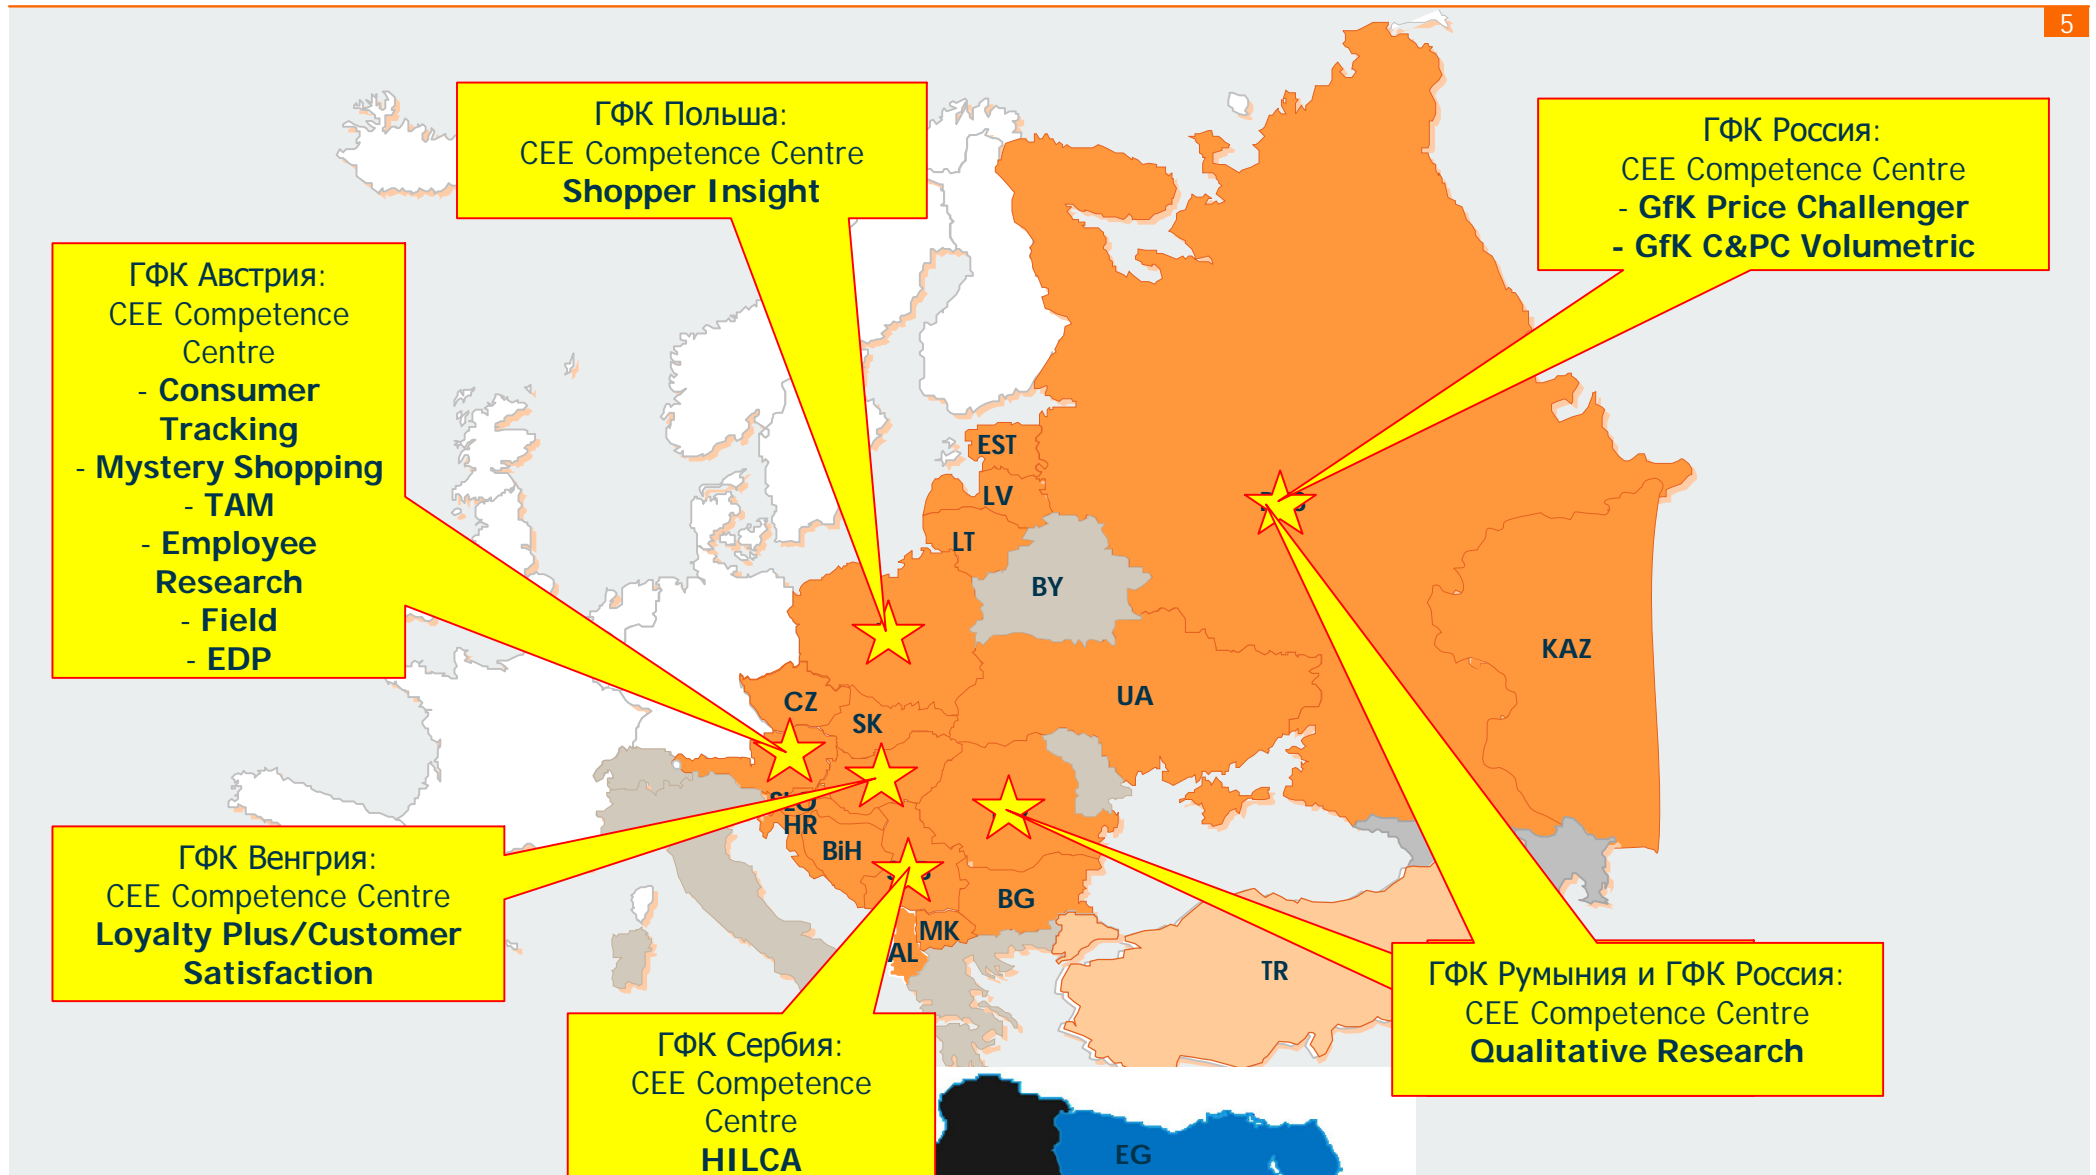 5
ГФК Польша:
CEE Competence Centre
Shopper Insight
ГФК Россия:
CEE Competence Centre
- GfK Price Challenger
- GfK C&PC Volumetric
ГФК Австрия:
CEE Competence
Centre
- Consumer
Tracking
- Mystery Shopping
- TAM
- Employee
Research
- Field
- EDP
EST
LV
LT
BY
KAZ
UA
CZ
SK
SLO
HR
BiH
BG
MK
AL
TR
ГФК Венгрия:
CEE Competence Centre
Loyalty Plus/Customer
Satisfaction
ГФК Румыния и ГФК Россия:
CEE Competence Centre
Qualitative Research
ГФК Сербия:
CEE Competence
Centre
HILCA
EG